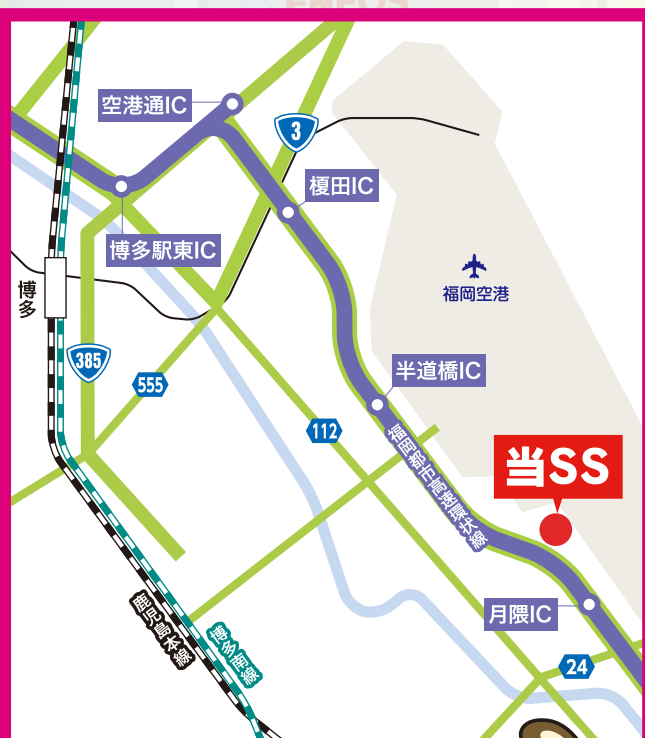 ENEOS
空港通IC
3
榎田IC
博多駅東IC
博多
福岡空港
385
555
半道橋IC
112
福岡都市高速環状線
当SS
月隈IC
鹿児島本線
博多南線
24